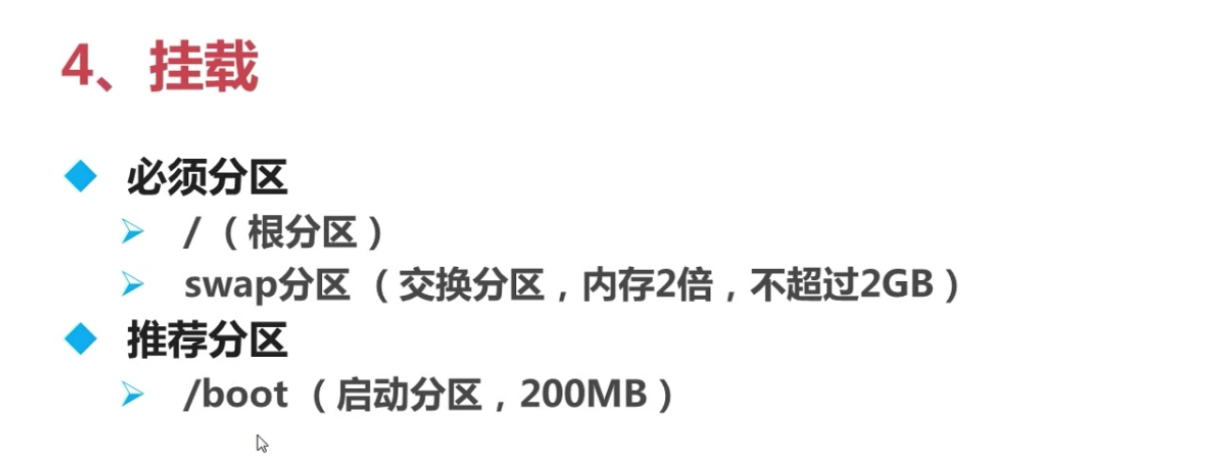 4、挂载
必须分区
/（根分区）
swap分区（交换分区，内存2倍，不超过2GB）
推荐分区
/boot（启动分区，200MB）